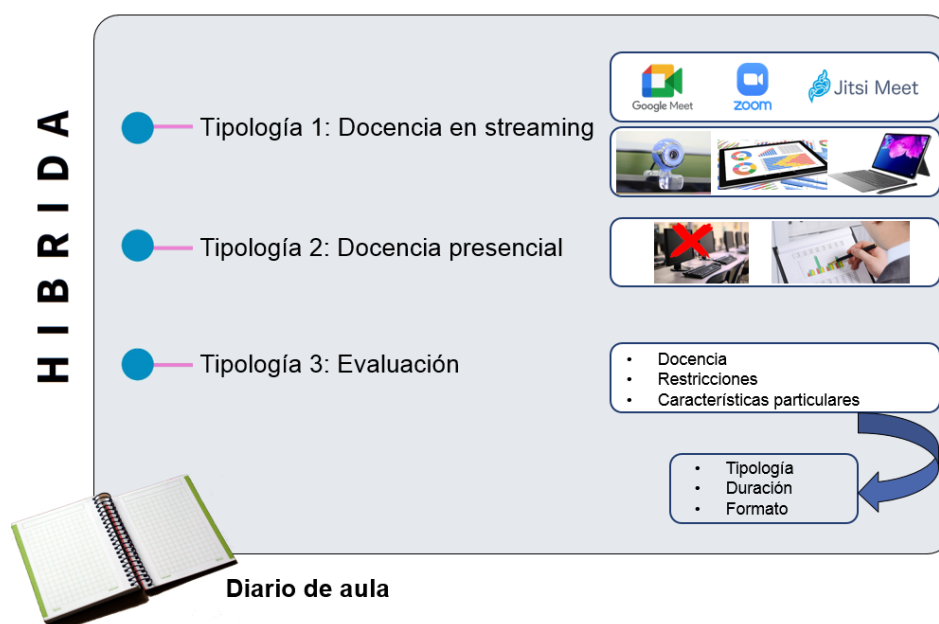 HIBRIDA
Google Meet
zoom
Jitsi Meet
Tipología 1: Docencia en streaming
Tipología 2: Docencia presencial
Tipología 3: Evaluación
• Docencia
• Restricciones
• Características particulares
• Tipología
• Duración
• Formato
Diario de aula